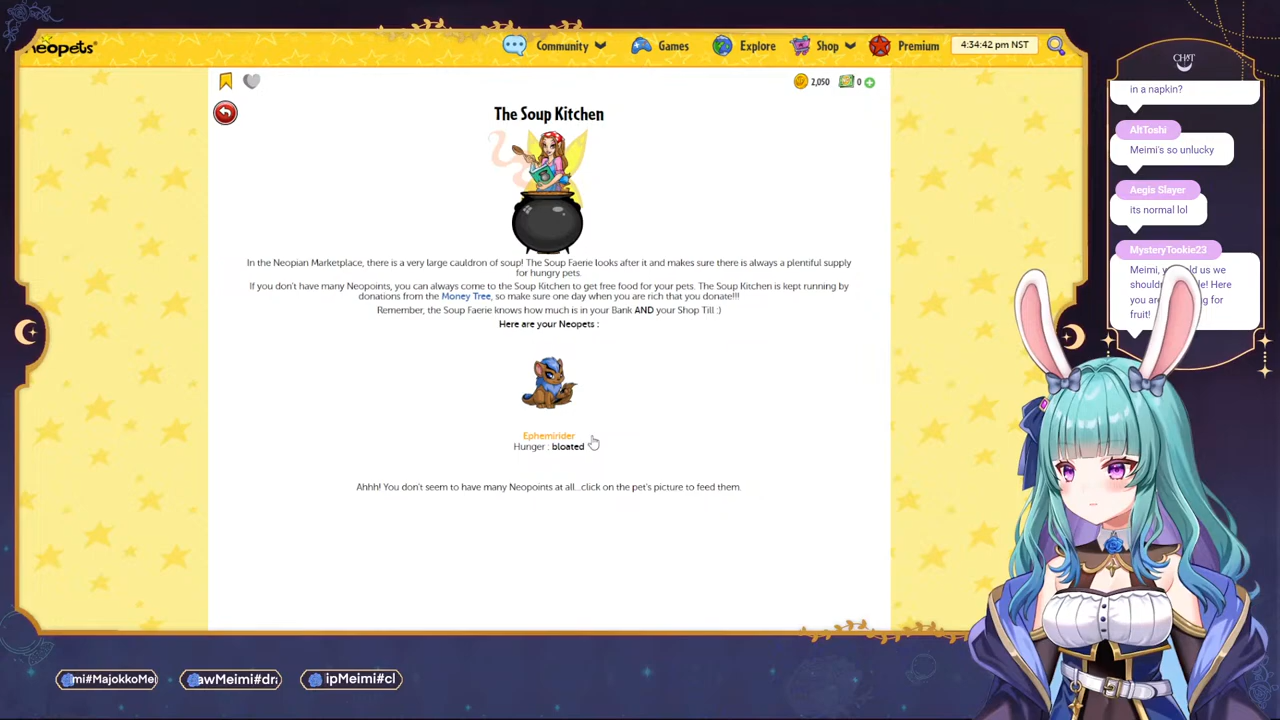 neopets
Community
Games
Explore
Shop
Premium
4:34:42 pm NST
2,050
0
The Soup Kitchen
In the Neopian Marketplace, there is a very large cauldron of soup! The Soup Faerie looks after it and makes sure there is always a plentiful supply
for hungry pets.
If you don't have many Neopoints, you can always come to the Soup Kitchen to get free food for your pets. The Soup Kitchen is kept running by
donations from the Money Tree, so make sure one day when you are rich that you donate!!!
Remember, the Soup Faerie knows how much is in your Bank AND your Shop Till :)
Here are your Neopets :
Ephemirider
Hunger : bloated
Ahhh! You don't seem to have many Neopoints at all...click on the pet's picture to feed them.
CHAT
in a napkin?
AltToshi
Meimi's so unlucky
Aegis Slayer
its normal lol
MysteryTookie23
Meimi, we
should
Here
you are for
fruit!
mi#MajokkoMei
awMeimi#dra
ipMeimi#cl